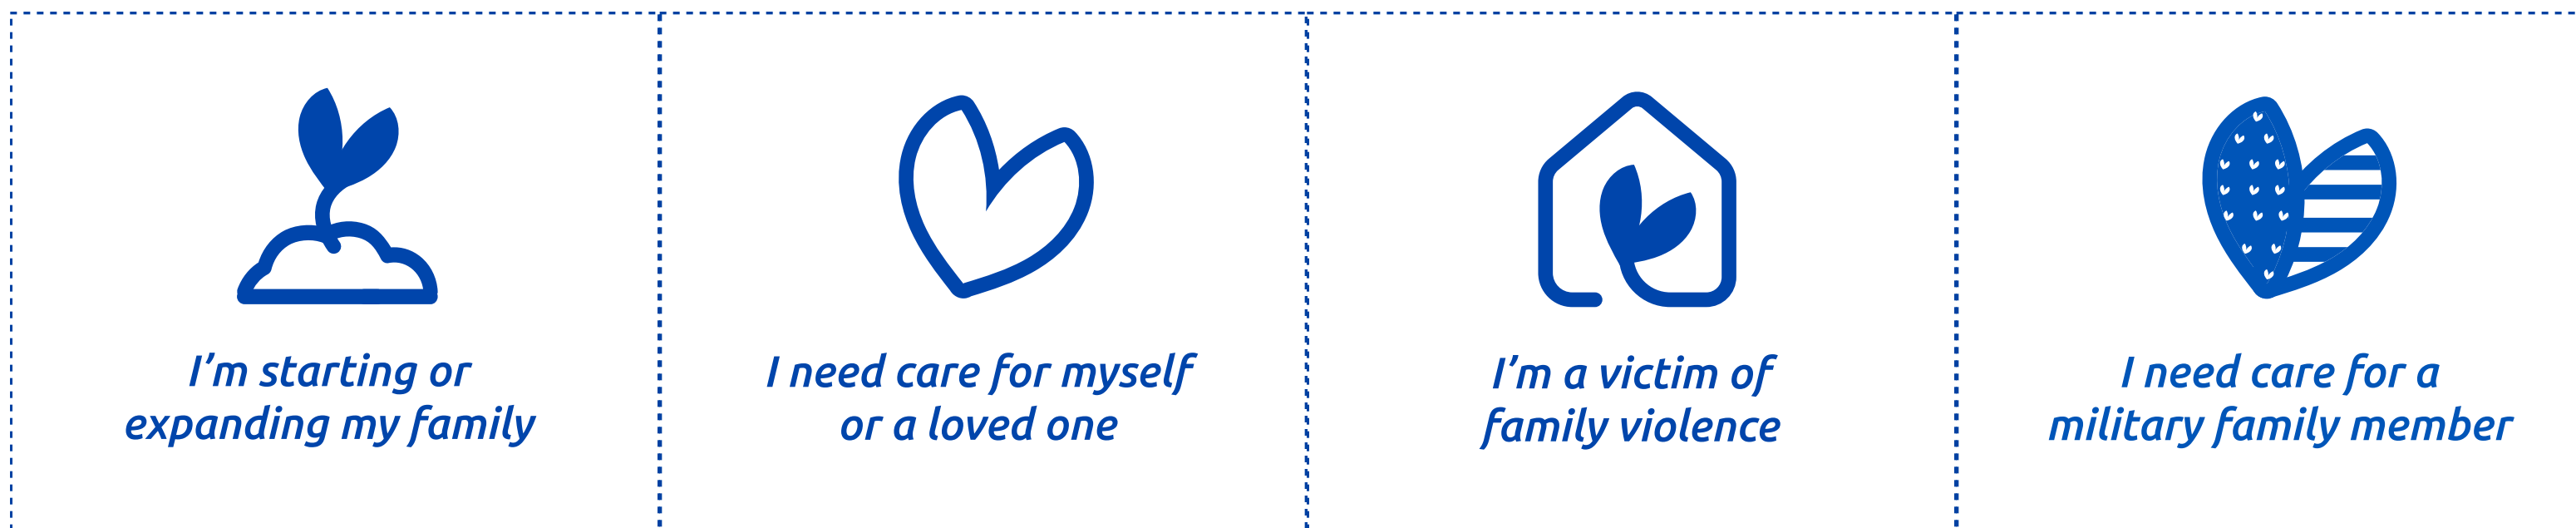 I’m starting or
expanding my family
I need care for myself
or a loved one
I’m a victim of
family violence
I need care for a
military family member